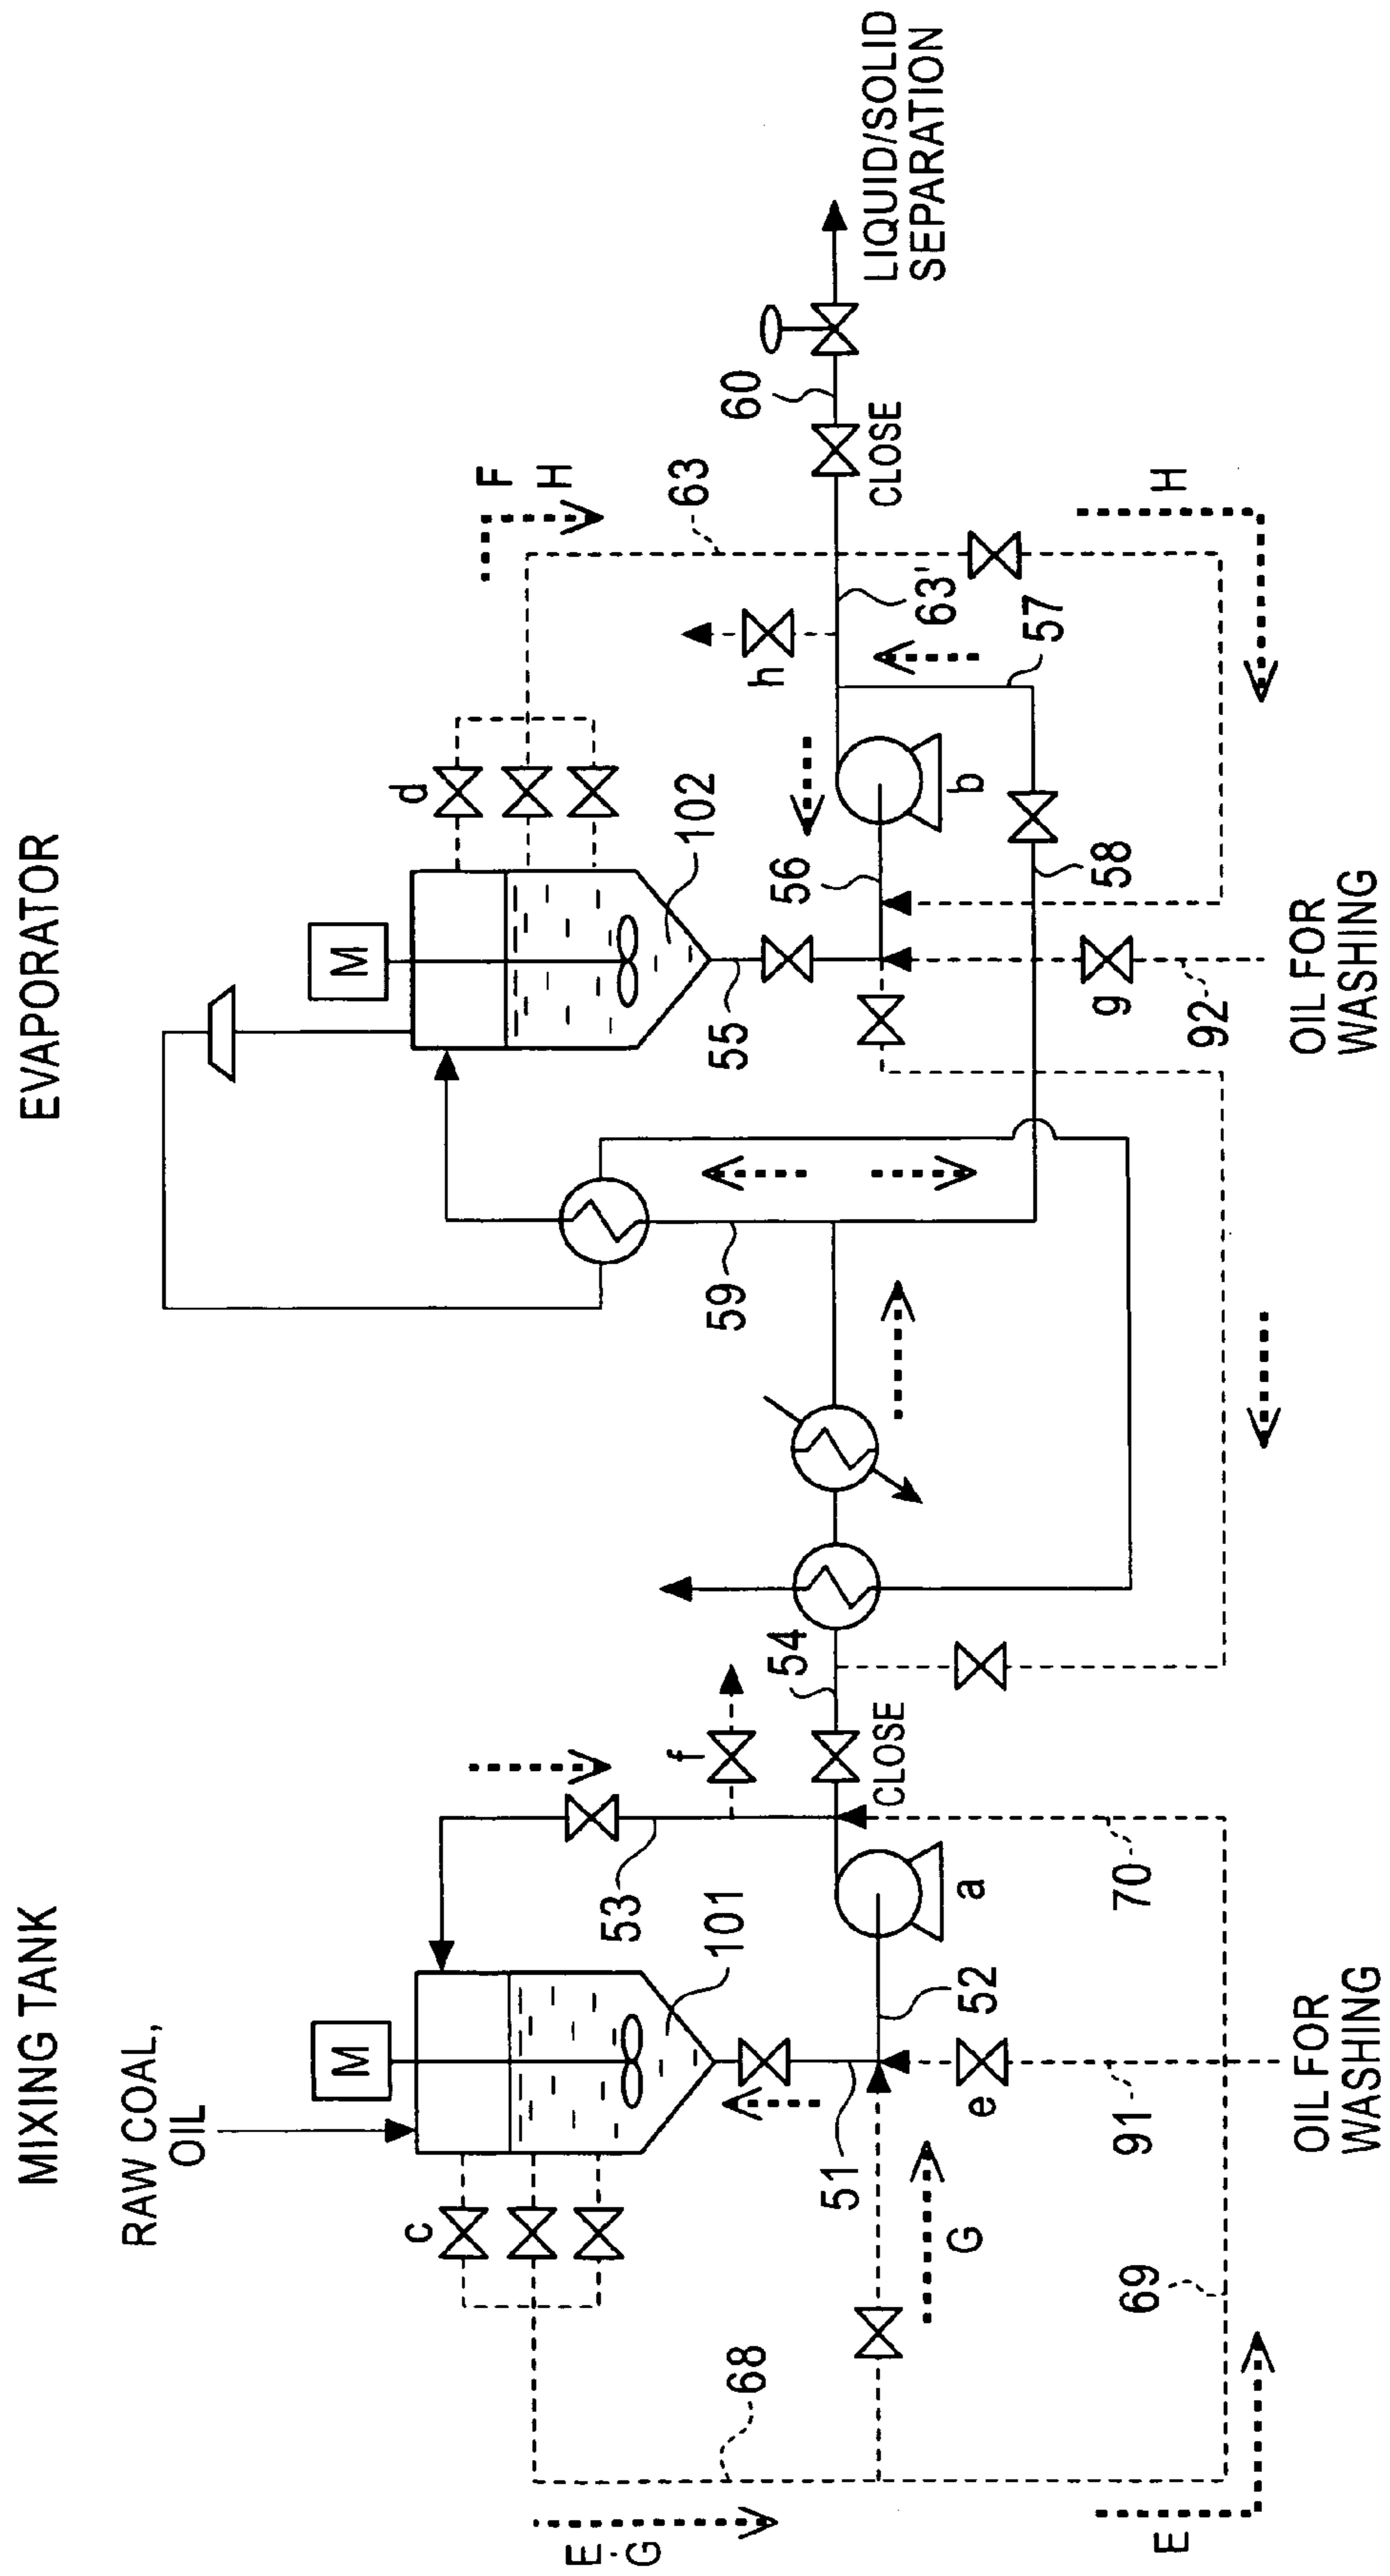 MIXING TANK
EVAPORATOR
RAW COAL,
OIL
M
M
c
d
101
102
53
f
h
F
H
63
60
LIQUID/SOLID
SEPARATION
E·G
68
51
52
a
54
CLOSE
59
55
56
b
63'
CLOSE
G
e
91
70
69
58
57
g
92
H
E
OIL FOR
WASHING
OIL FOR
WASHING